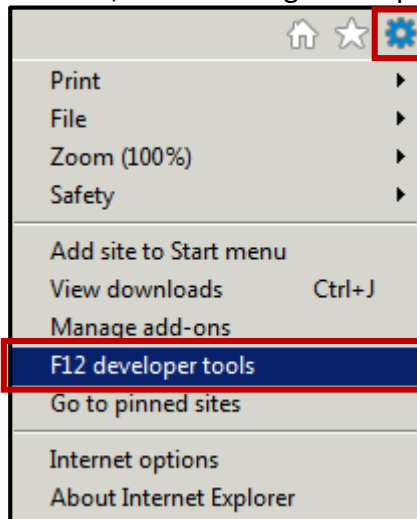 Print
File
Zoom (100%)
Safety
Add site to Start menu
View downloads Ctrl+J
Manage add-ons
F12 developer tools
Go to pinned sites
Internet options
About Internet Explorer